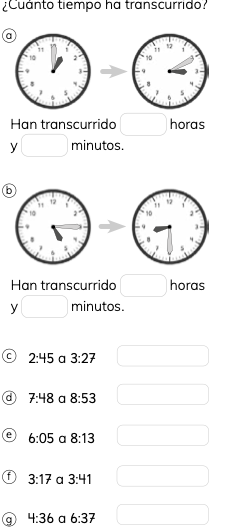 ¿Cuánto tiempo ha transcurrido?
a
Han transcurrido horas
y minutos.
b
Han transcurrido horas
y minutos.
c 2:45 a 3:27
d 7:48 a 8:53
e 6:05 a 8:13
f 3:17 a 3:41
g 4:36 a 6:37